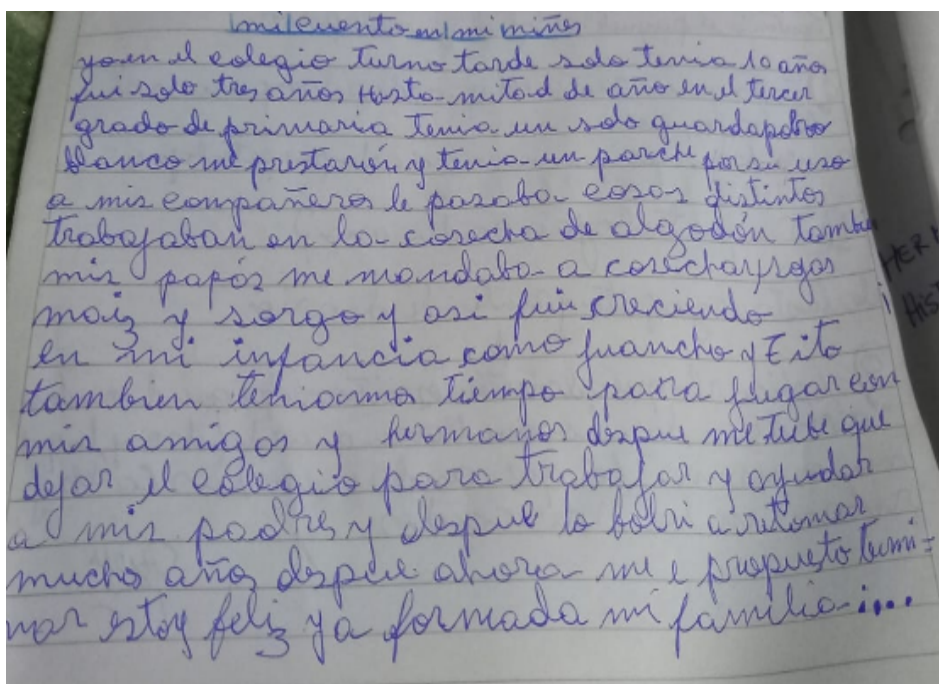 mi cuento en mi niñes
yo en el colegio turno tarde solo tenia 10 años
fui solo tres años Hasta mitad de año en el tercer
grado de primaria tenia un solo guardapolvo
blanco me prestarón y tenia un parche por su uso
a mis compañeros le pasaba cosas distintos
trabajaban en la cosecha de algodón tambien
mis papás me mandaba a cosechar
maiz y sorgo y asi fui creciendo
en mi infancia como Juancho y Tito
tambien teniamos tiempo para jugar con
mis amigos y hermanos despue me tube que
dejar el colegio para trabajar y ayudar
a mis padres y despue lo bolvi a retomar
mucho años despue ahora me e propuesto termi=
nar estoy feliz ya formada mi familia....
HER
HIS